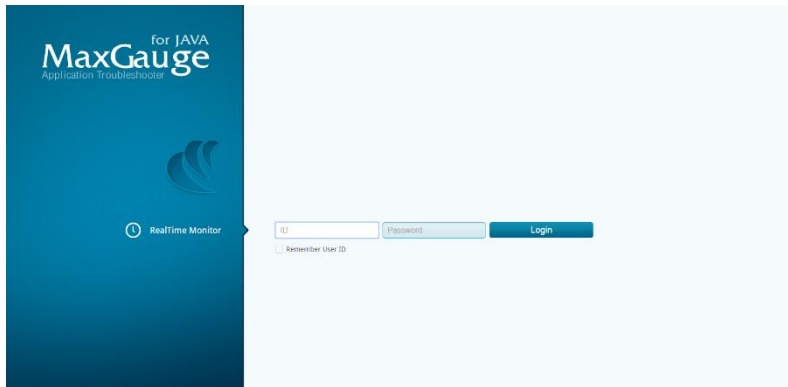 for JAVA
MaxGauge
Application Troubleshooter
RealTime Monitor
ID
Password
Login
Remember User ID